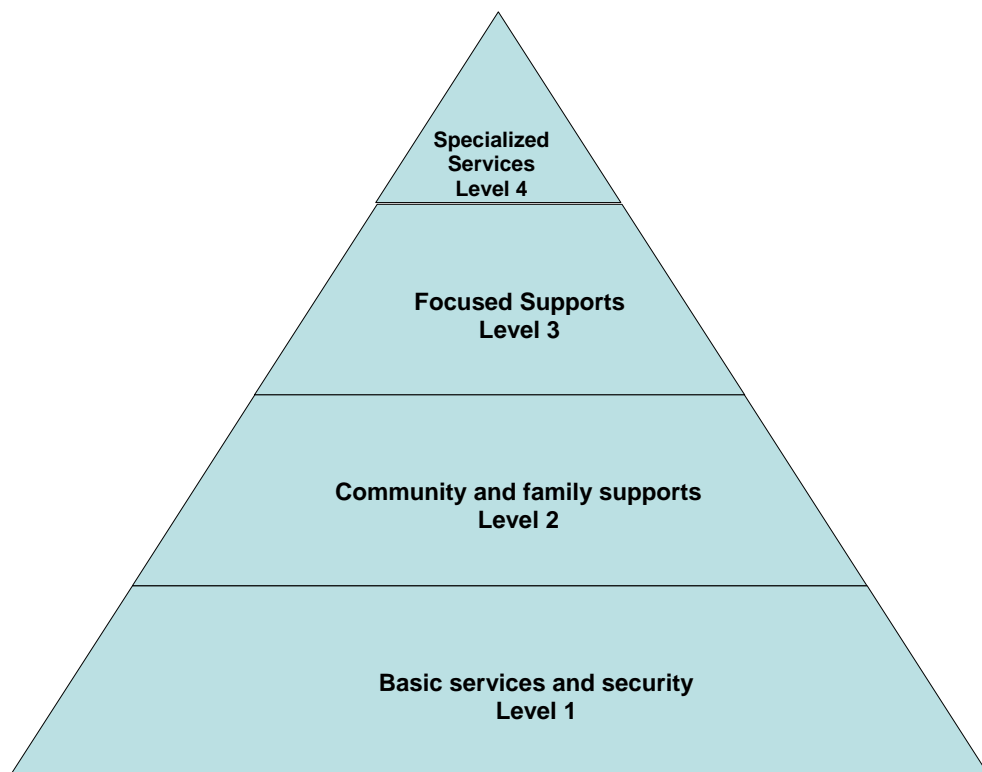 Specialized
Services
Level 4
Focused Supports
Level 3
Community and family supports
Level 2
Basic services and security
Level 1